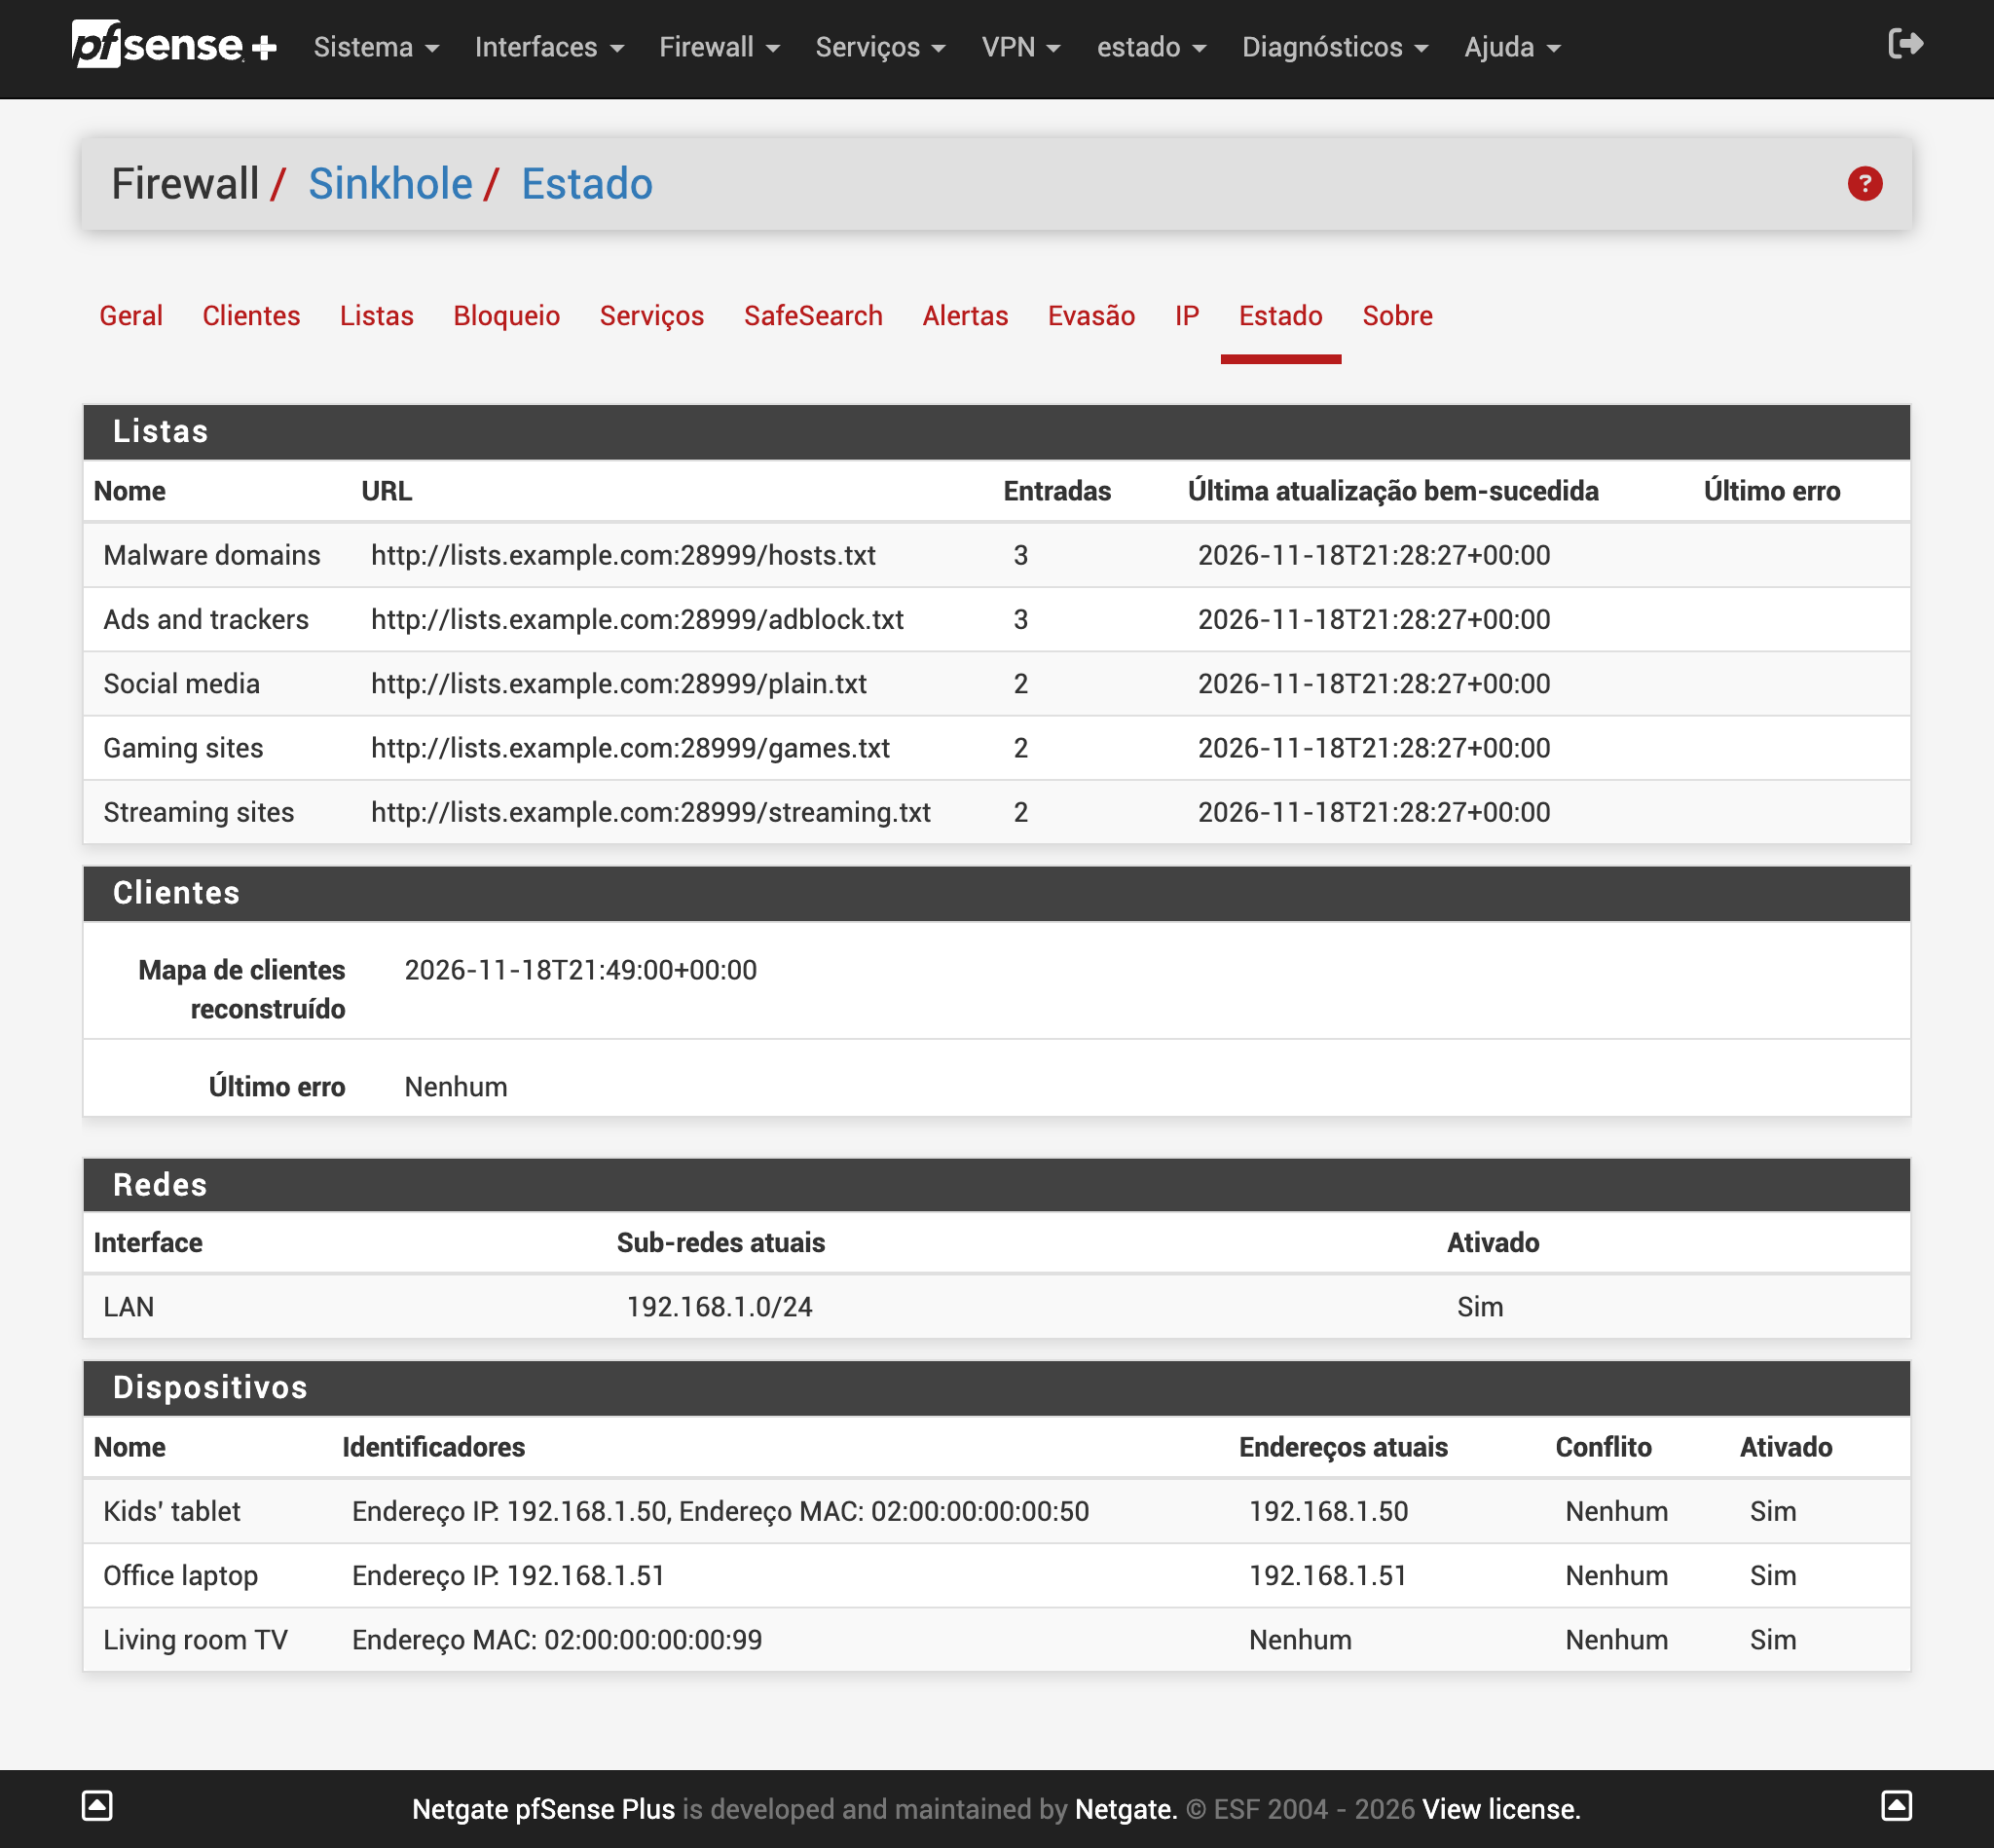 pfsense+ Sistema Interfaces Firewall Serviços VPN estado Diagnósticos Ajuda
Firewall / Sinkhole / Estado
Geral Clientes Listas Bloqueio Serviços SafeSearch Alertas Evasão IP Estado Sobre
Listas
Nome URL Entradas Última atualização bem-sucedida Último erro
Malware domains http://lists.example.com:28999/hosts.txt 3 2026-11-18T21:28:27+00:00
Ads and trackers http://lists.example.com:28999/adblock.txt 3 2026-11-18T21:28:27+00:00
Social media http://lists.example.com:28999/plain.txt 2 2026-11-18T21:28:27+00:00
Gaming sites http://lists.example.com:28999/games.txt 2 2026-11-18T21:28:27+00:00
Streaming sites http://lists.example.com:28999/streaming.txt 2 2026-11-18T21:28:27+00:00
Clientes
Mapa de clientes 2026-11-18T21:49:00+00:00
reconstruído
Último erro Nenhum
Redes
Interface Sub-redes atuais Ativado
LAN 192.168.1.0/24 Sim
Dispositivos
Nome Identificadores Endereços atuais Conflito Ativado
Kids' tablet Endereço IP: 192.168.1.50, Endereço MAC: 02:00:00:00:00:50 192.168.1.50 Nenhum Sim
Office laptop Endereço IP: 192.168.1.51 192.168.1.51 Nenhum Sim
Living room TV Endereço MAC: 02:00:00:00:00:99 Nenhum Nenhum Sim
Netgate pfSense Plus is developed and maintained by Netgate. © ESF 2004 - 2026 View license.